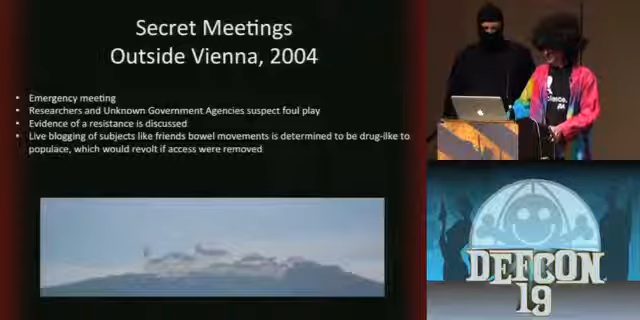 Secret Meetings
Outside Vienna, 2004
• Emergency meeting
• Researchers and Unknown Government Agencies suspect foul play
• Evidence of a resistance is discussed
• Live blogging of subjects like friends bowel movements is determined to be drug-like to
populace, which would revolt if access were removed
DEFCON
19